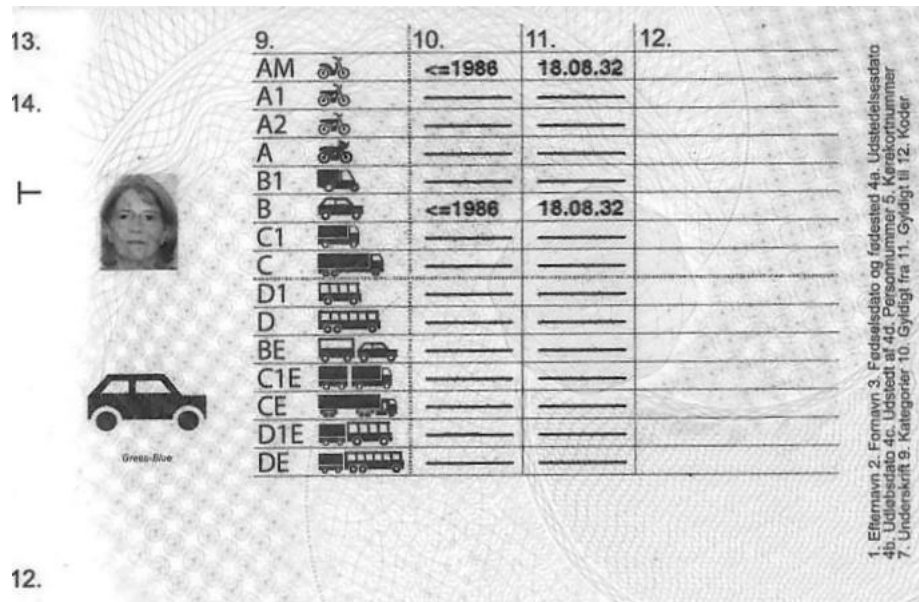 13.
14.
T
9. 10. 11. 12.
AM <=1986 18.08.32
A1
A2
A
B1
B <=1986 18.08.32
C1
C
D1
D
BE
C1E
CE
D1E
DE
12.
1. Efternavn 2. Fornavn 3. Fødselsdato og fødested 4a. Udstedelsesdato
4b. Udløbsdato 4c. Udstedt af 4d. Personnummer 5. Kørekortnummer
7. Underskrift 9. Kategorier 10. Gyldigt fra 11. Gyldigt til 12. Koder